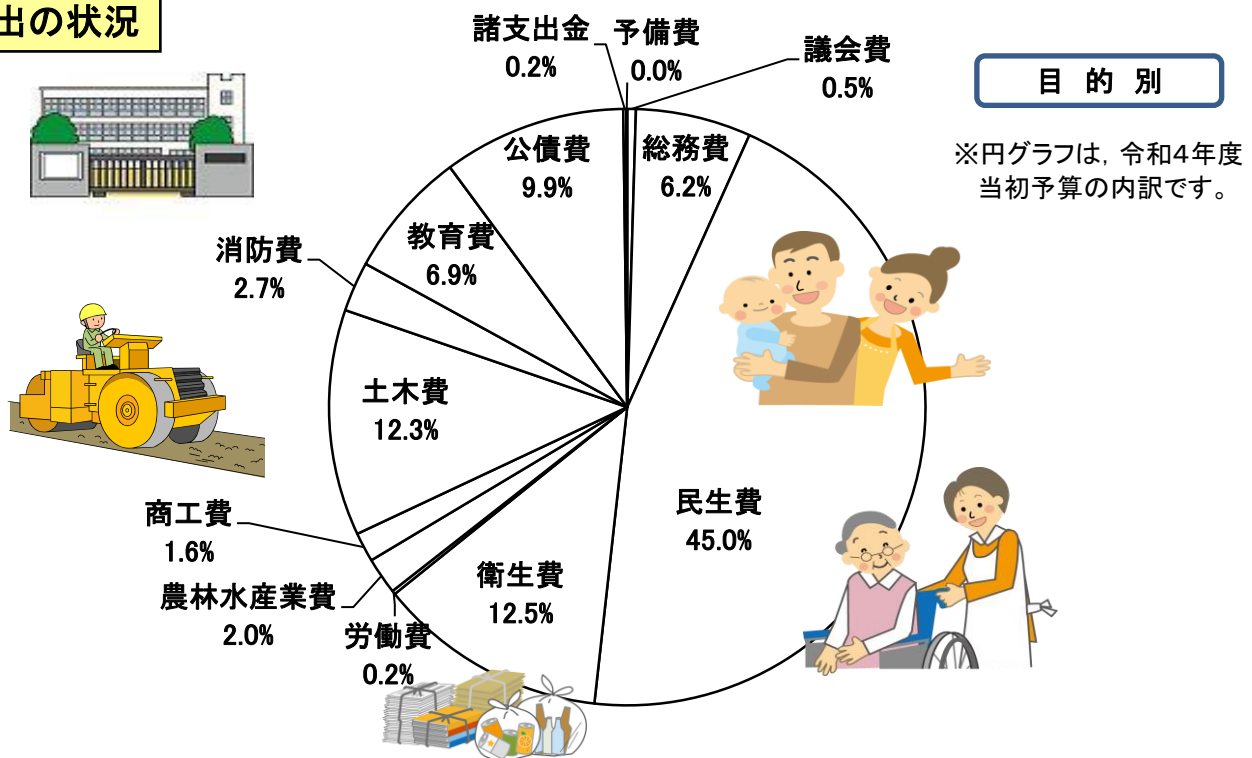 出の状況
目的別
※円グラフは，令和4年度
当初予算の内訳です。
諸支出金
0.2%
予備費
0.0%
議会費
0.5%
総務費
6.2%
民生費
45.0%
衛生費
12.5%
労働費
0.2%
農林水産業費
2.0%
商工費
1.6%
土木費
12.3%
消防費
2.7%
教育費
6.9%
公債費
9.9%